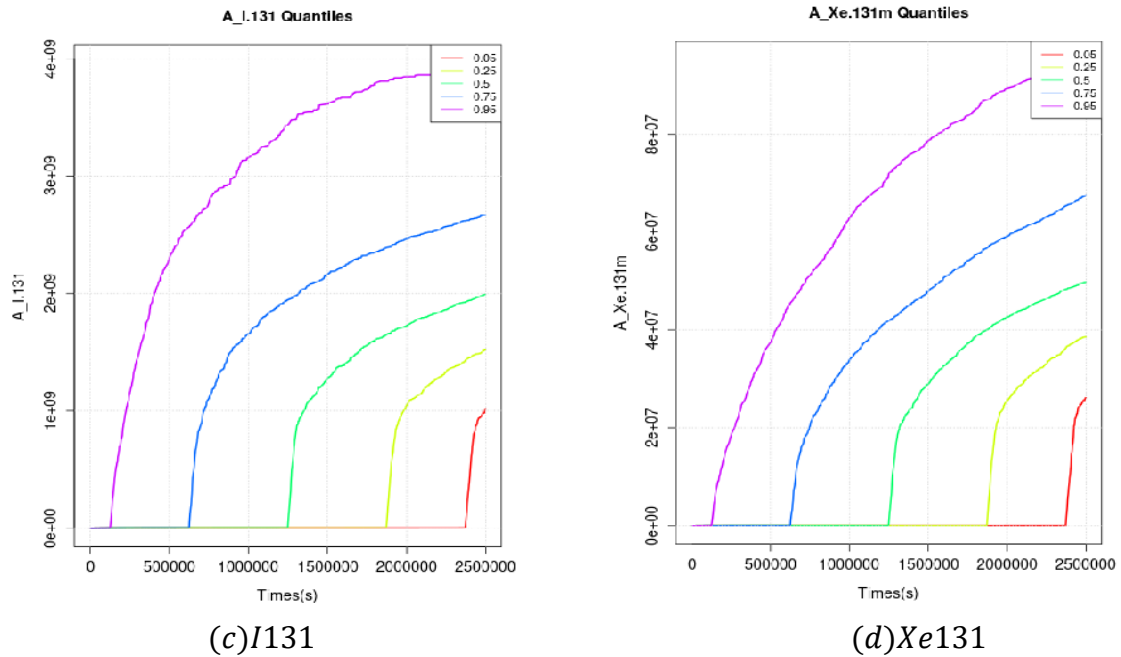 A_I.131 Quantiles
4e+09
3e+09
2e+09
1e+09
0e+00
A_I.131
0.05
0.25
0.5
0.75
0.95
0 500000 1000000 1500000 2000000 2500000
Times(s)
(c)I131
A_Xe.131m Quantiles
8e+07
6e+07
4e+07
2e+07
0e+00
A_Xe.131m
0.05
0.25
0.5
0.75
0.95
0 500000 1000000 1500000 2000000 2500000
Times(s)
(d)Xe131